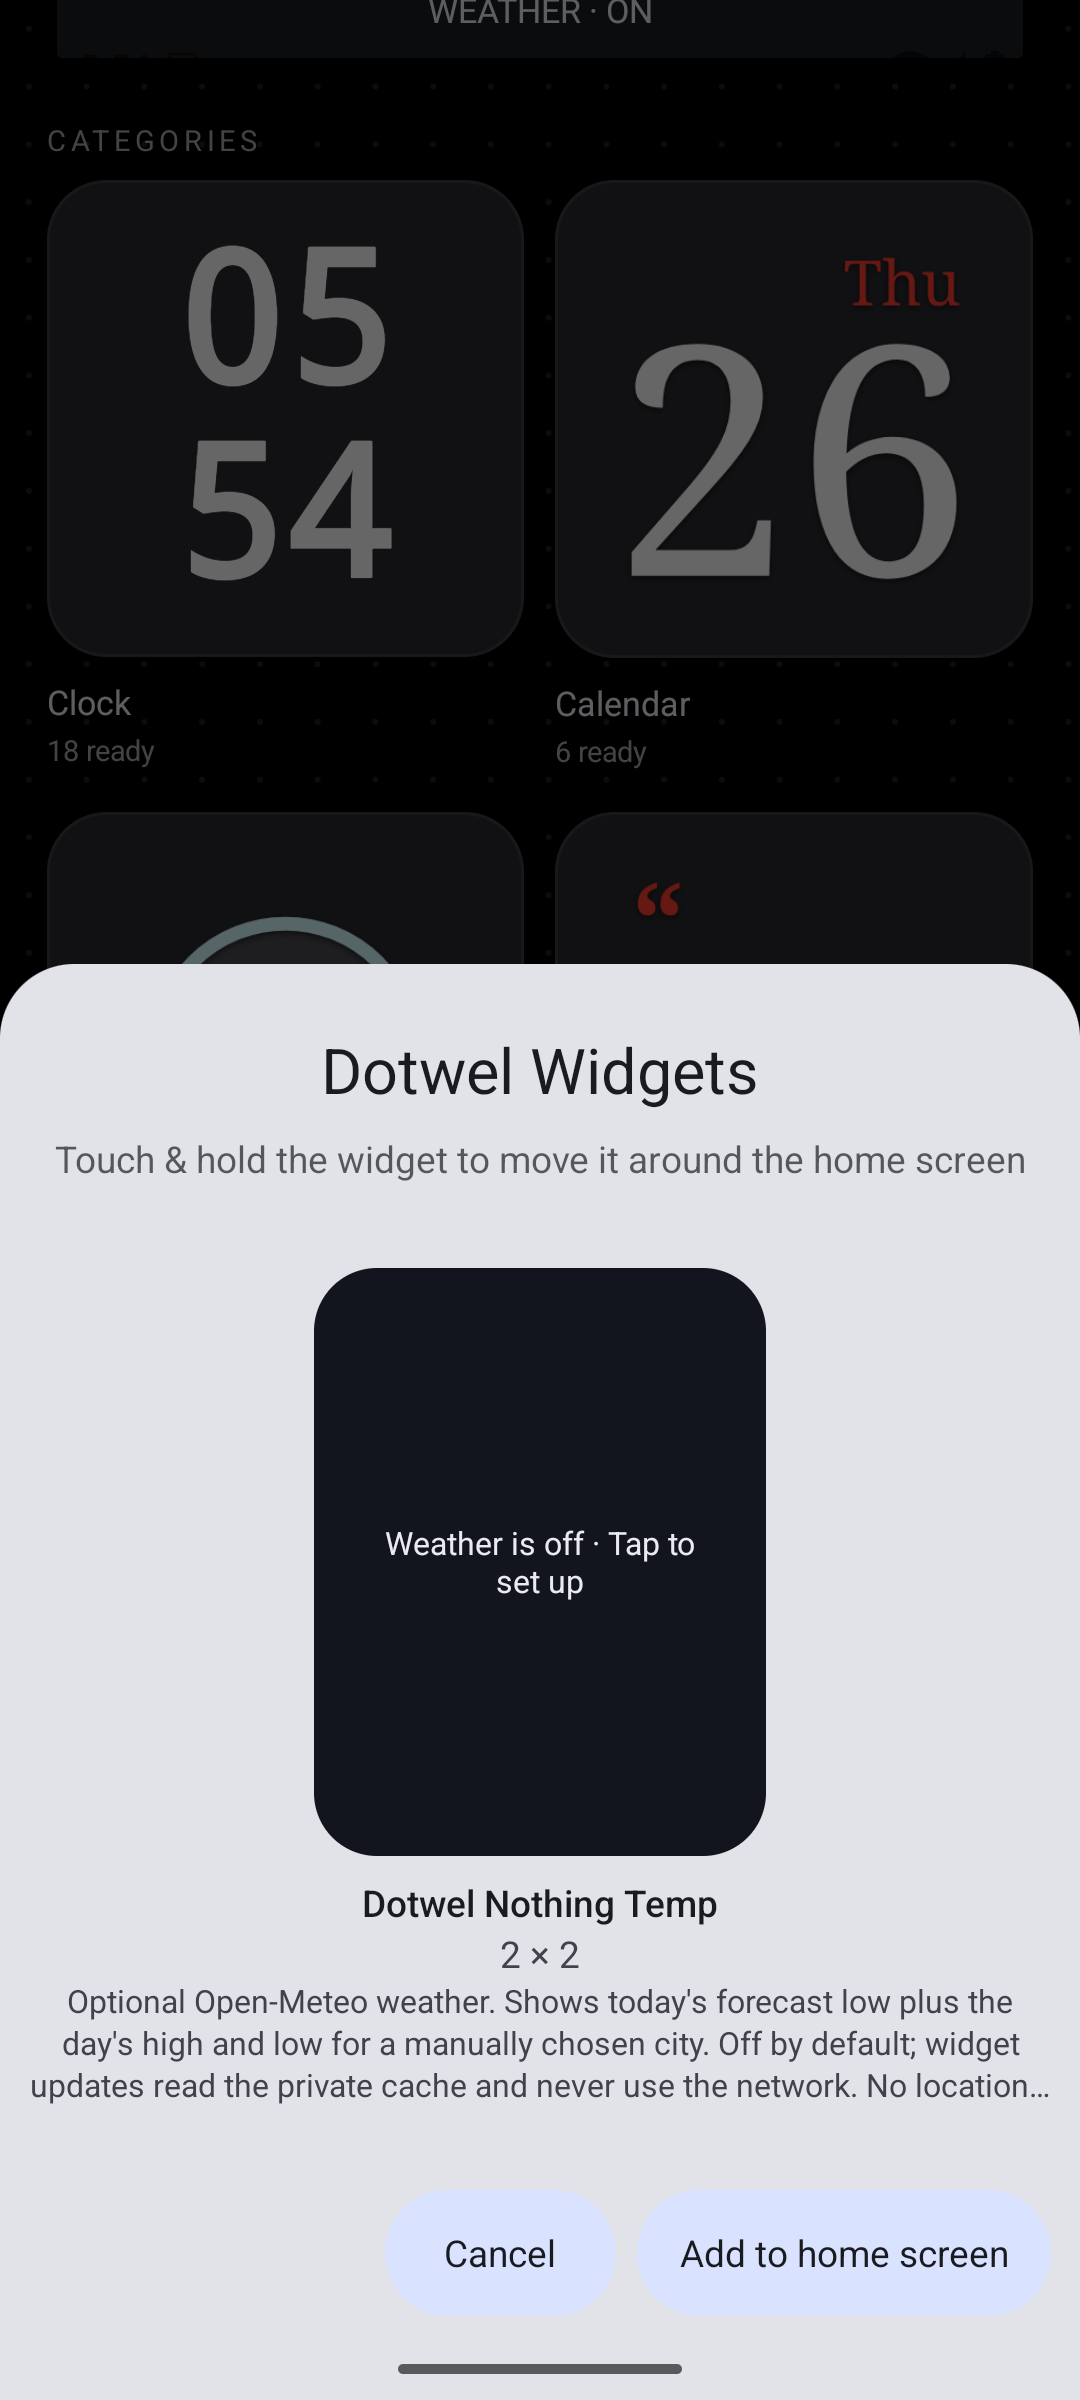 WEATHER · ON
CATEGORIES
05
54
Thu
26
Clock
18 ready
Calendar
6 ready
“
Dotwel Widgets
Touch & hold the widget to move it around the home screen
Weather is off · Tap to
set up
Dotwel Nothing Temp
2 × 2
Optional Open-Meteo weather. Shows today's forecast low plus the
day's high and low for a manually chosen city. Off by default; widget
updates read the private cache and never use the network. No location…
Cancel
Add to home screen